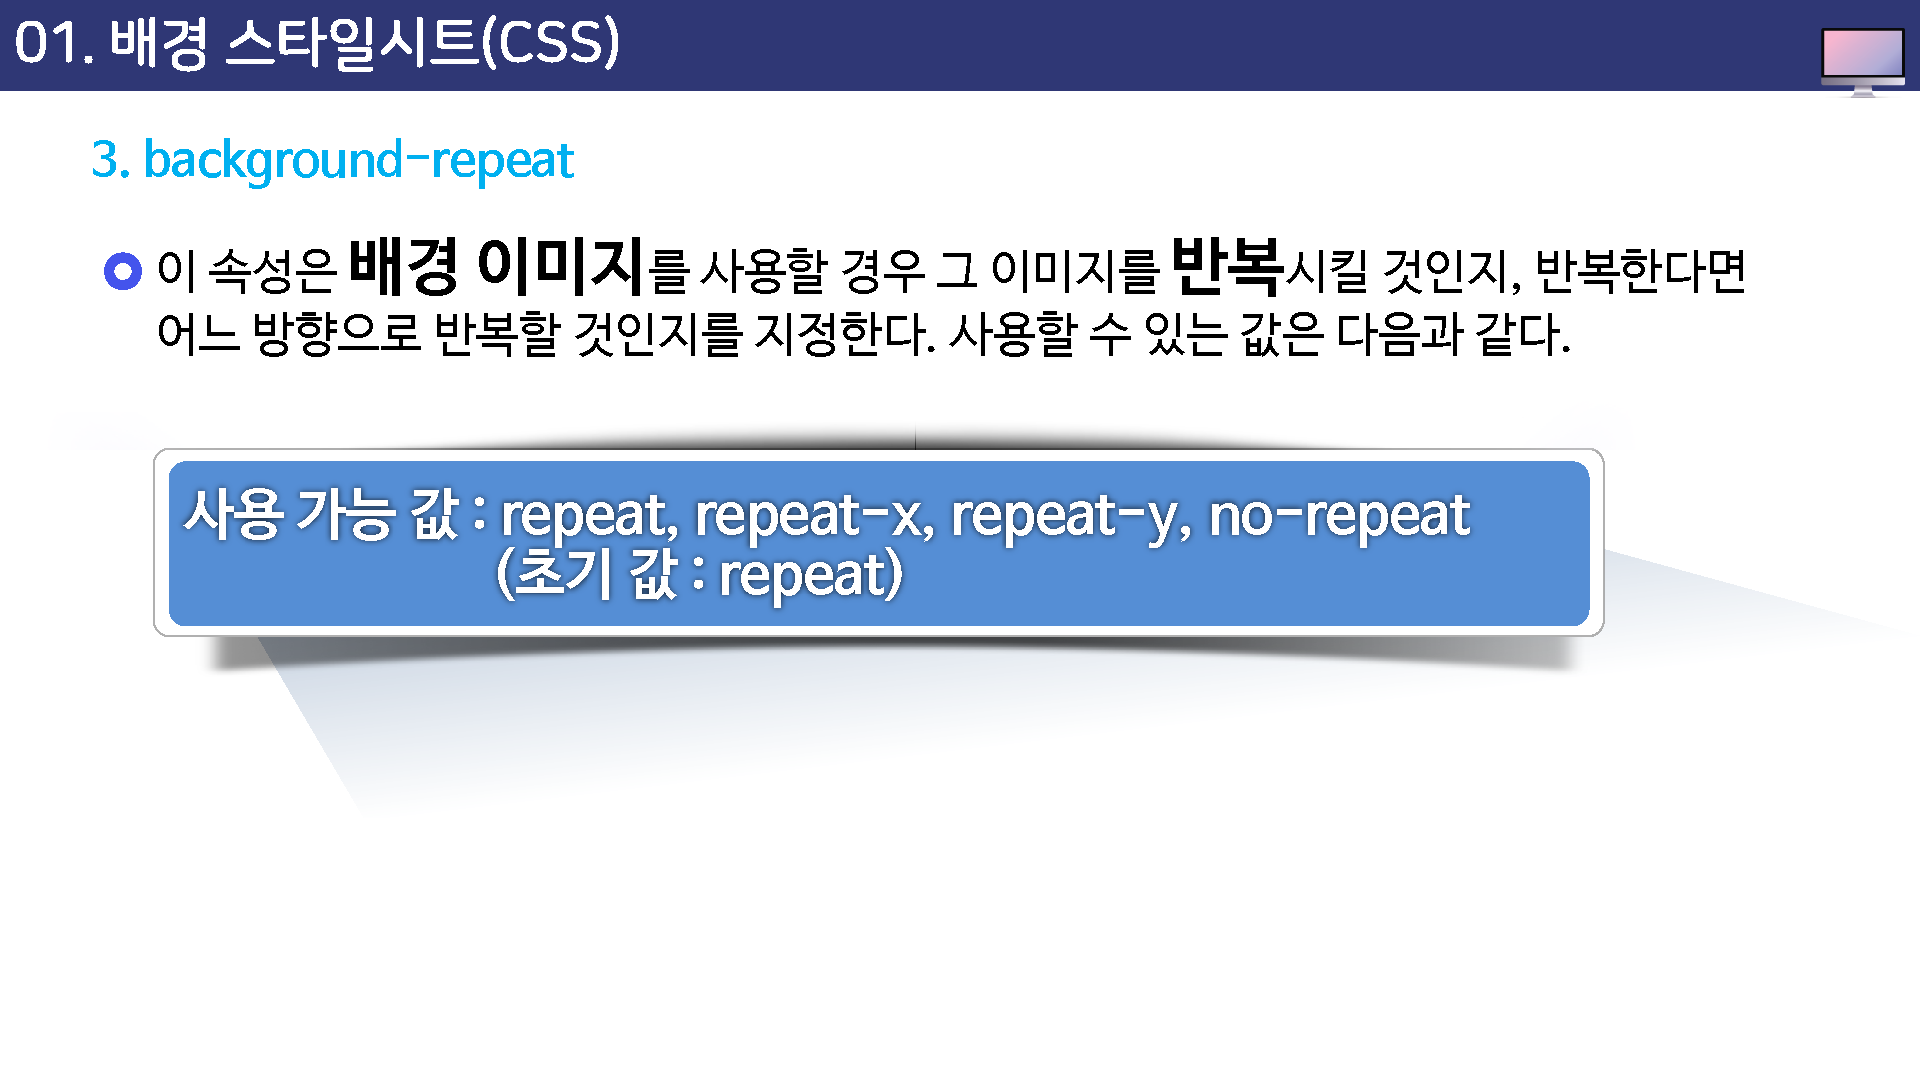 01. 배경 스타일시트(CSS)
3. background-repeat
이 속성은 배경 이미지를 사용할 경우 그 이미지를 반복시킬 것인지, 반복한다면
어느 방향으로 반복할 것인지를 지정한다. 사용할 수 있는 값은 다음과 같다.
사용 가능 값 : repeat, repeat-x, repeat-y, no-repeat
(초기 값 : repeat)